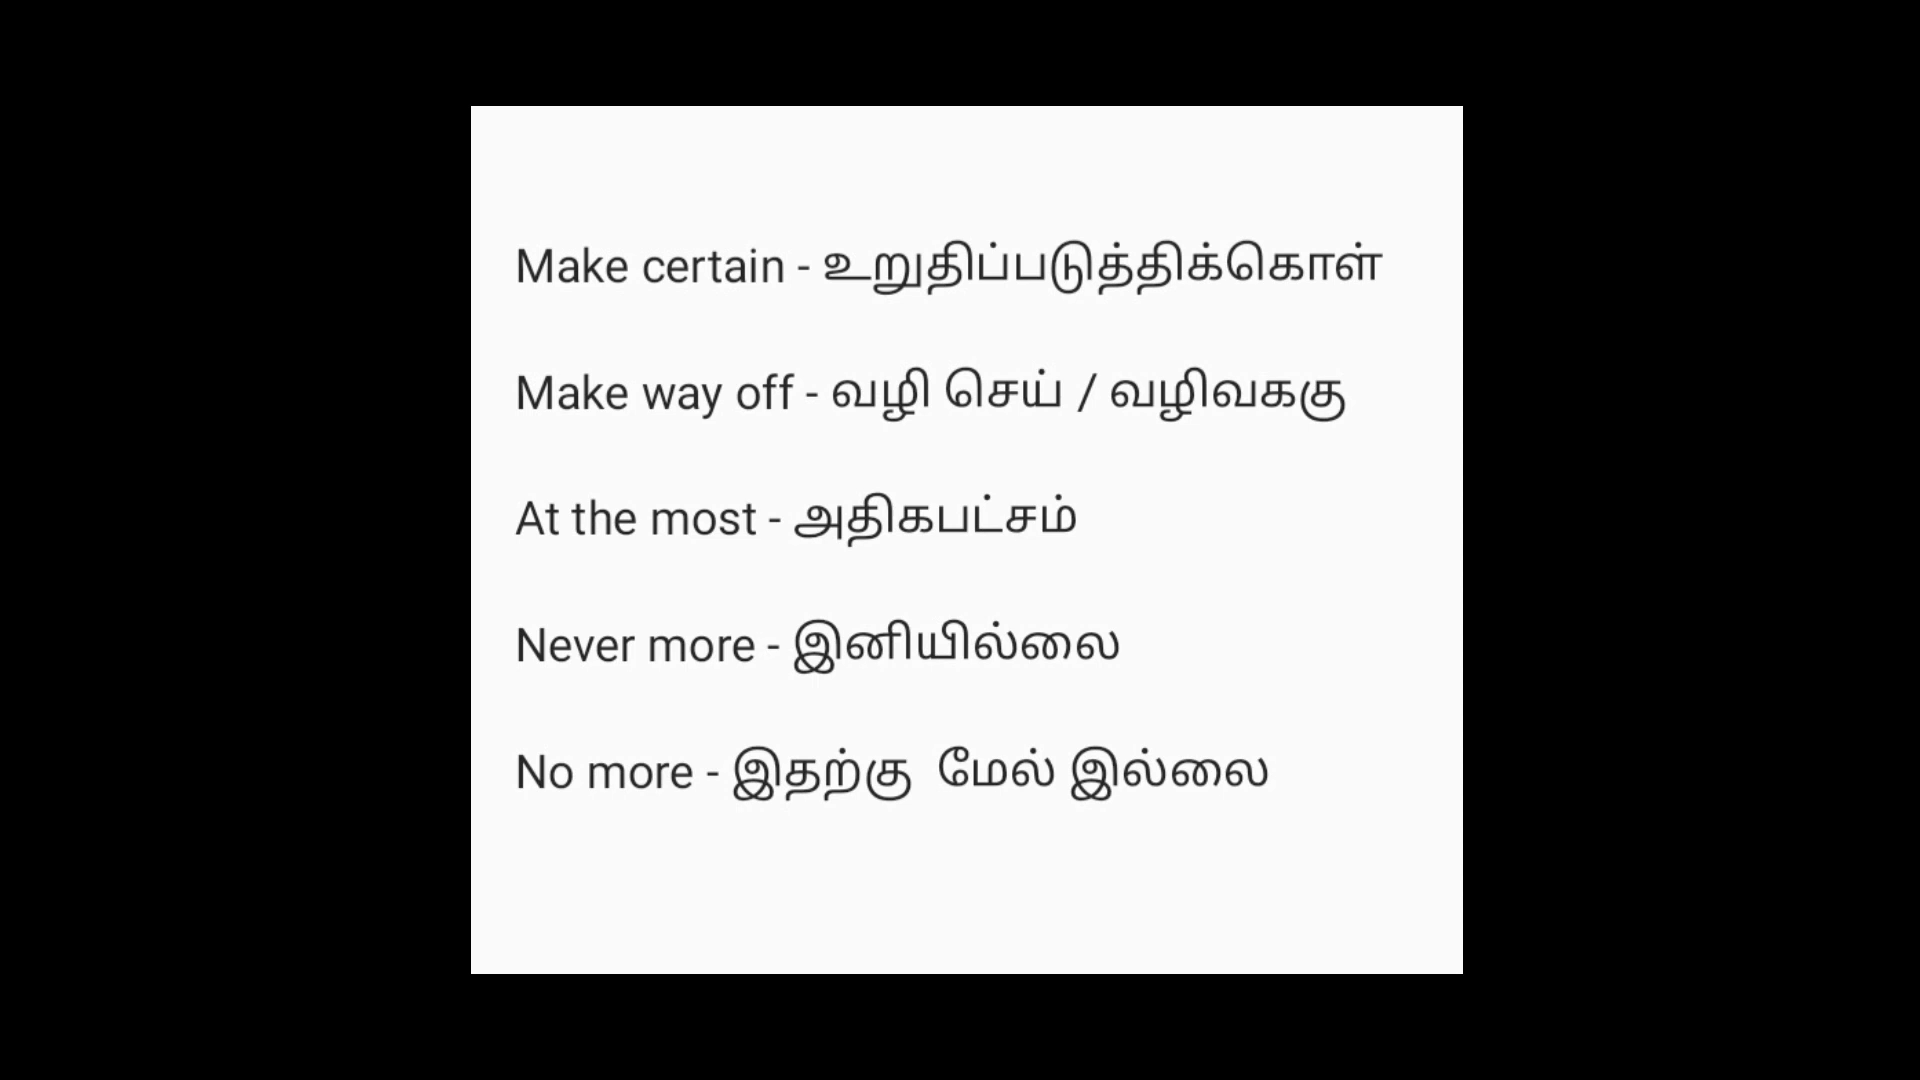 Make certain - உறுதிப்படுத்திக்கொள்
Make way off - வழி செய் / வழிவககு
At the most - அதிகபட்சம்
Never more - இனியில்லை
No more - இதற்கு  மேல் இல்லை